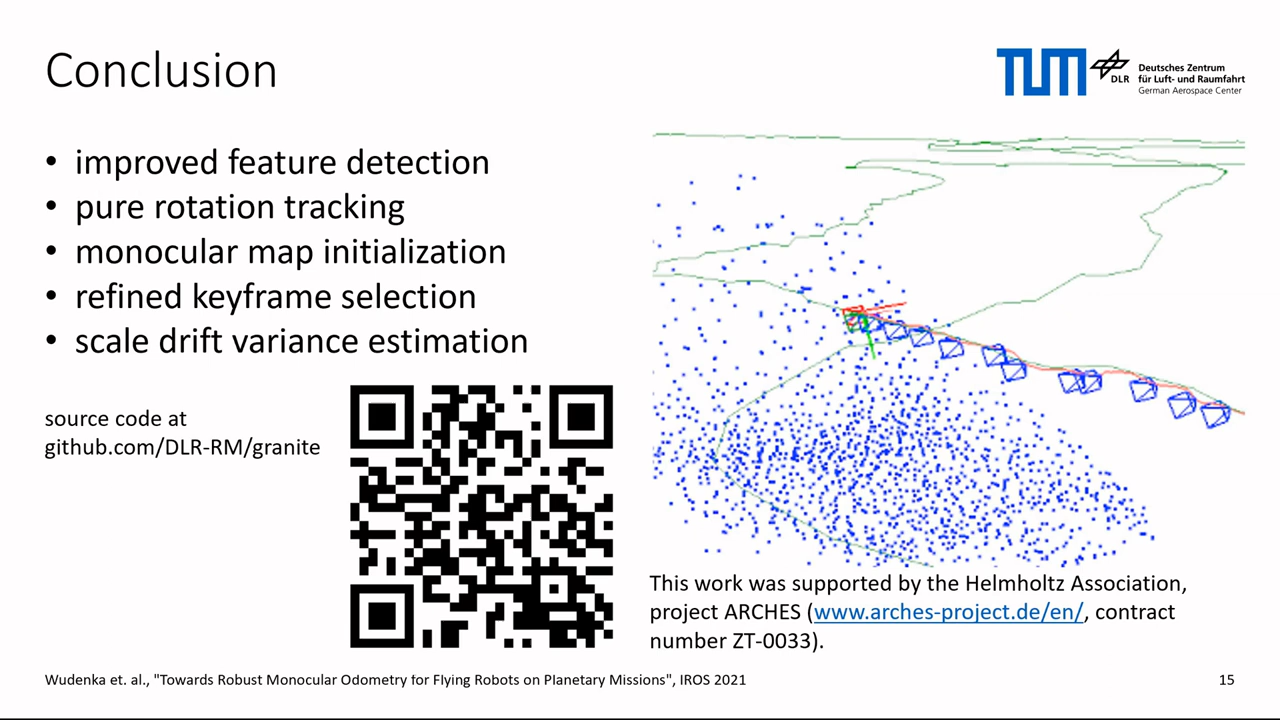 Conclusion
TUM
DLR
Deutsches Zentrum
für Luft- und Raumfahrt
German Aerospace Center
• improved feature detection
• pure rotation tracking
• monocular map initialization
• refined keyframe selection
• scale drift variance estimation
source code at
github.com/DLR-RM/granite
This work was supported by the Helmholtz Association,
project ARCHES (www.arches-project.de/en/, contract
number ZT-0033).
Wudenka et. al., "Towards Robust Monocular Odometry for Flying Robots on Planetary Missions", IROS 2021
15